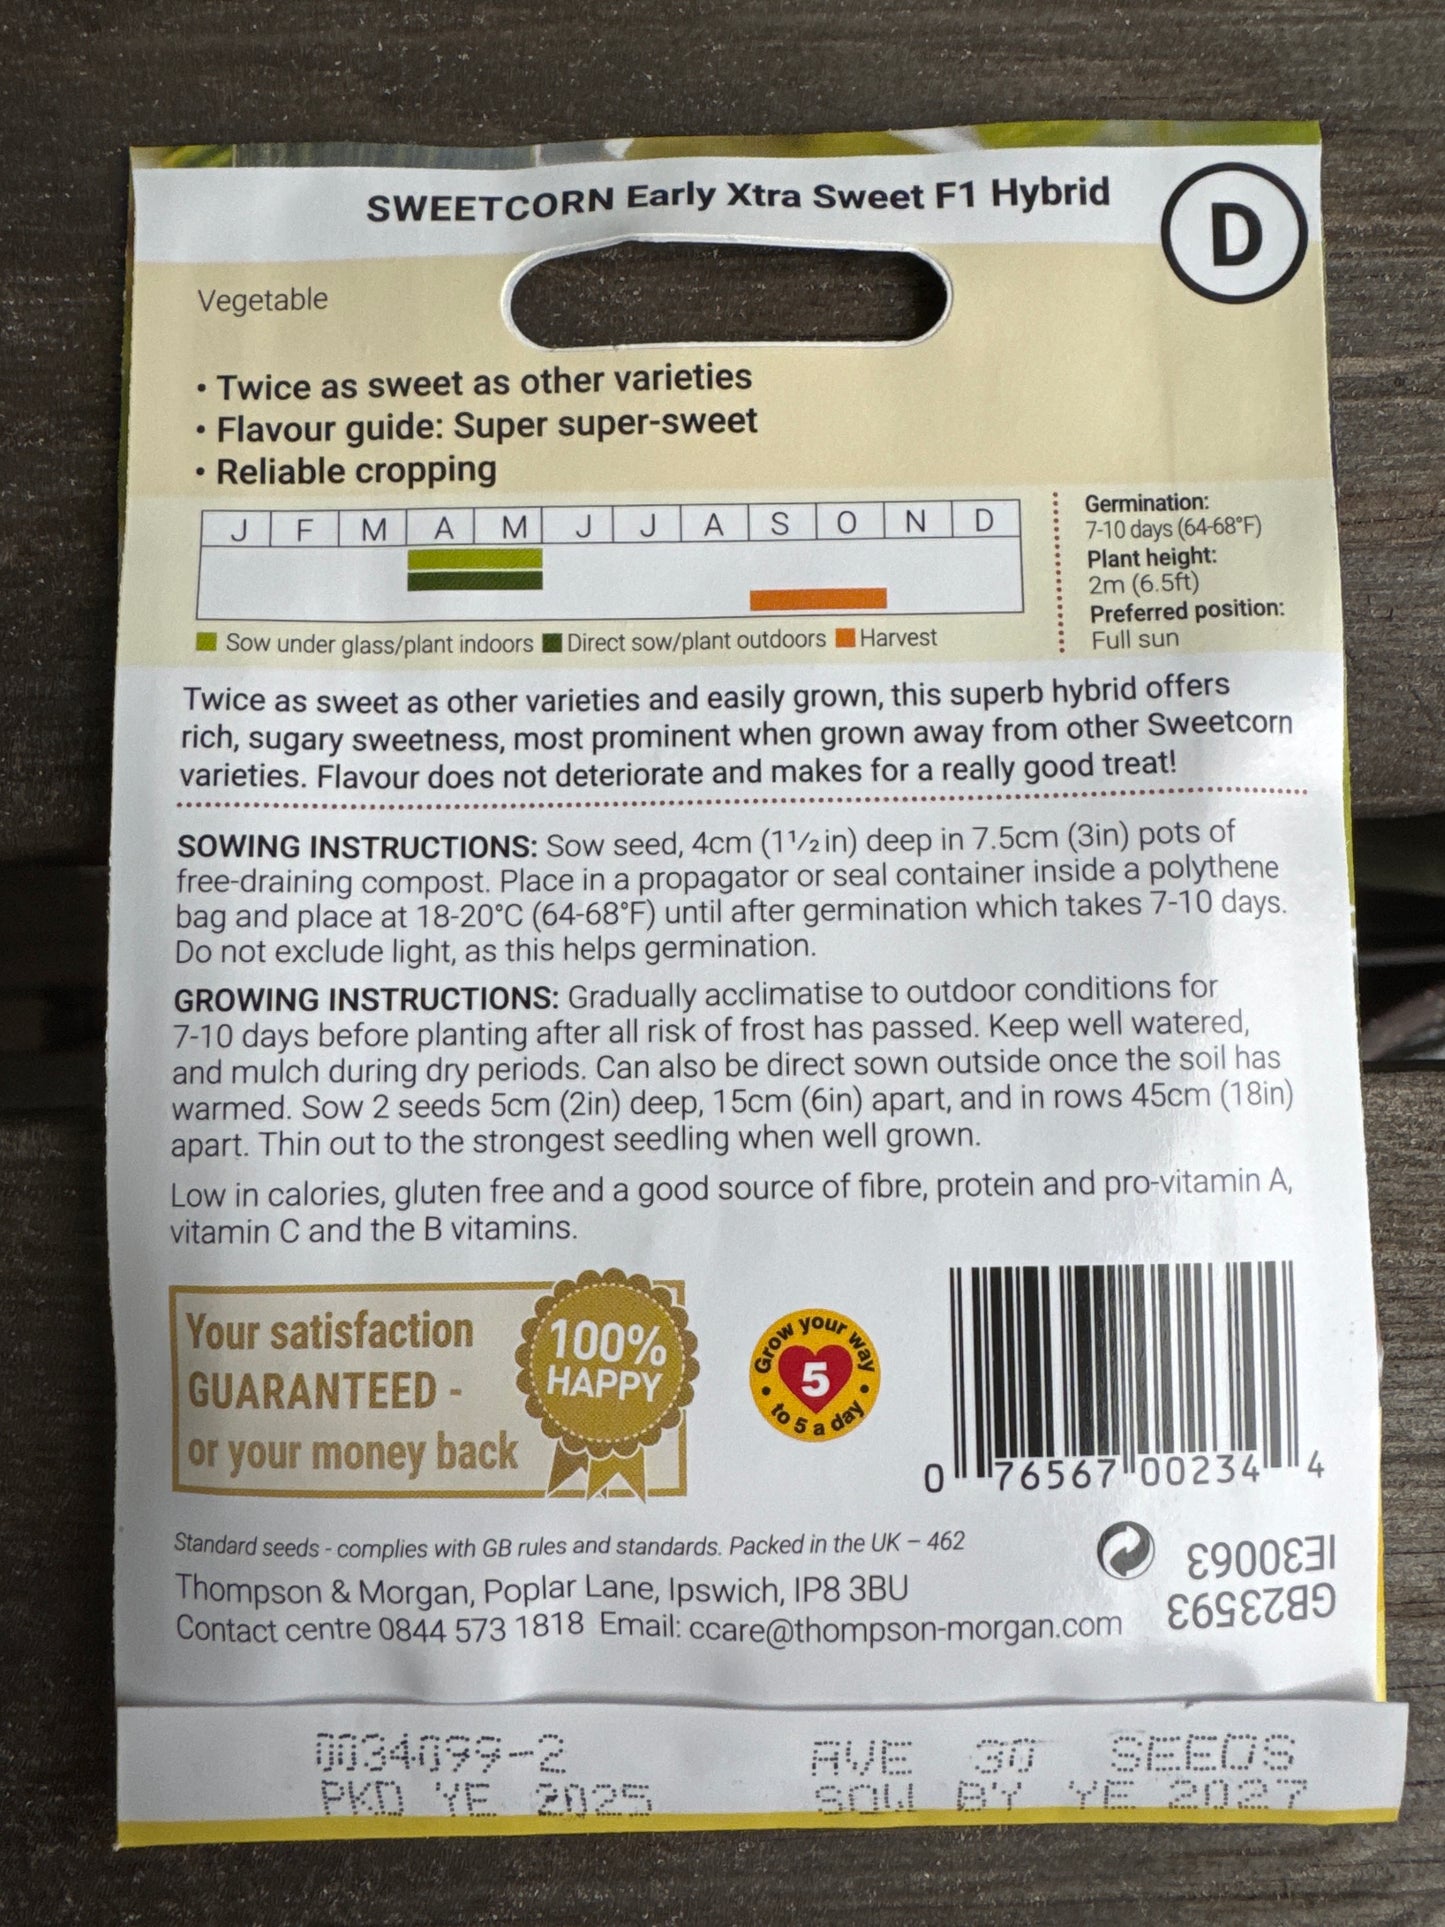 SWEETCORN Early Xtra Sweet F1 Hybrid
D
Vegetable
• Twice as sweet as other varieties
• Flavour guide: Super super-sweet
• Reliable cropping
J F M A M J J A S O N D
Sow under glass/plant indoors Direct sow/plant outdoors Harvest
Germination:
7-10 days (64-68°F)
Plant height:
2m (6.5ft)
Preferred position:
Full sun
Twice as sweet as other varieties and easily grown, this superb hybrid offers
rich, sugary sweetness, most prominent when grown away from other Sweetcorn
varieties. Flavour does not deteriorate and makes for a really good treat!
SOWING INSTRUCTIONS: Sow seed, 4cm (1½in) deep in 7.5cm (3in) pots of
free-draining compost. Place in a propagator or seal container inside a polythene
bag and place at 18-20°C (64-68°F) until after germination which takes 7-10 days.
Do not exclude light, as this helps germination.
GROWING INSTRUCTIONS: Gradually acclimatise to outdoor conditions for
7-10 days before planting after all risk of frost has passed. Keep well watered,
and mulch during dry periods. Can also be direct sown outside once the soil has
warmed. Sow 2 seeds 5cm (2in) deep, 15cm (6in) apart, and in rows 45cm (18in)
apart. Thin out to the strongest seedling when well grown.
Low in calories, gluten free and a good source of fibre, protein and pro-vitamin A,
vitamin C and the B vitamins.
Your satisfaction
GUARANTEED -
or your money back
100%
HAPPY
Grow your way
5
• to 5 a day •
0 76567 00234 4
Standard seeds - complies with GB rules and standards. Packed in the UK – 462
Thompson & Morgan, Poplar Lane, Ipswich, IP8 3BU
Contact centre 0844 573 1818 Email: ccare@thompson-morgan.com
GB23593
IE30063
0034099-2 AVE 30 SEEDS
PKD YE 2025 SOW BY YE 2027